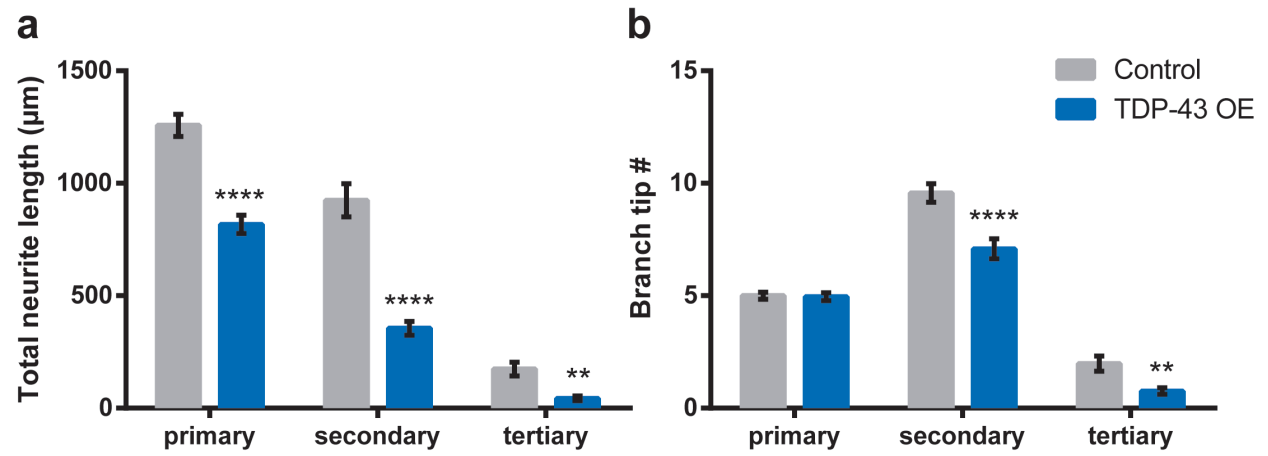 a
Total neurite length (µm)
1500
1000
500
0
****
****
**
primary secondary tertiary
b
Branch tip #
15
10
5
0
****
**
primary secondary tertiary
Control
TDP-43 OE